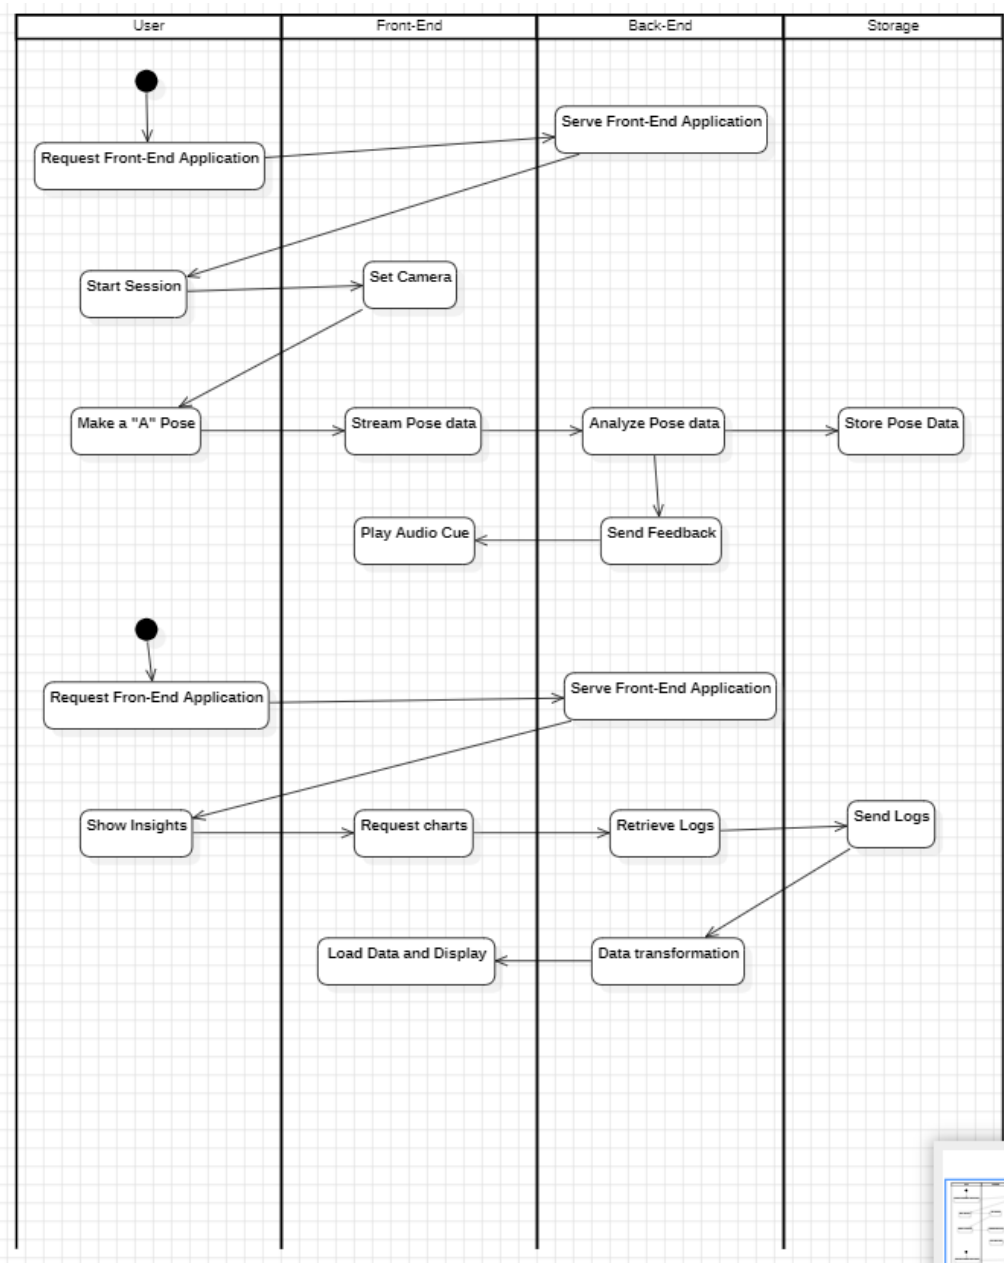 User
Front-End
Back-End
Storage
Serve Front-End Application
Request Front-End Application
Start Session
Set Camera
Make a "A" Pose
Stream Pose data
Analyze Pose data
Store Pose Data
Play Audio Cue
Send Feedback
Request Fron-End Application
Serve Front-End Application
Show Insights
Request charts
Retrieve Logs
Send Logs
Load Data and Display
Data transformation